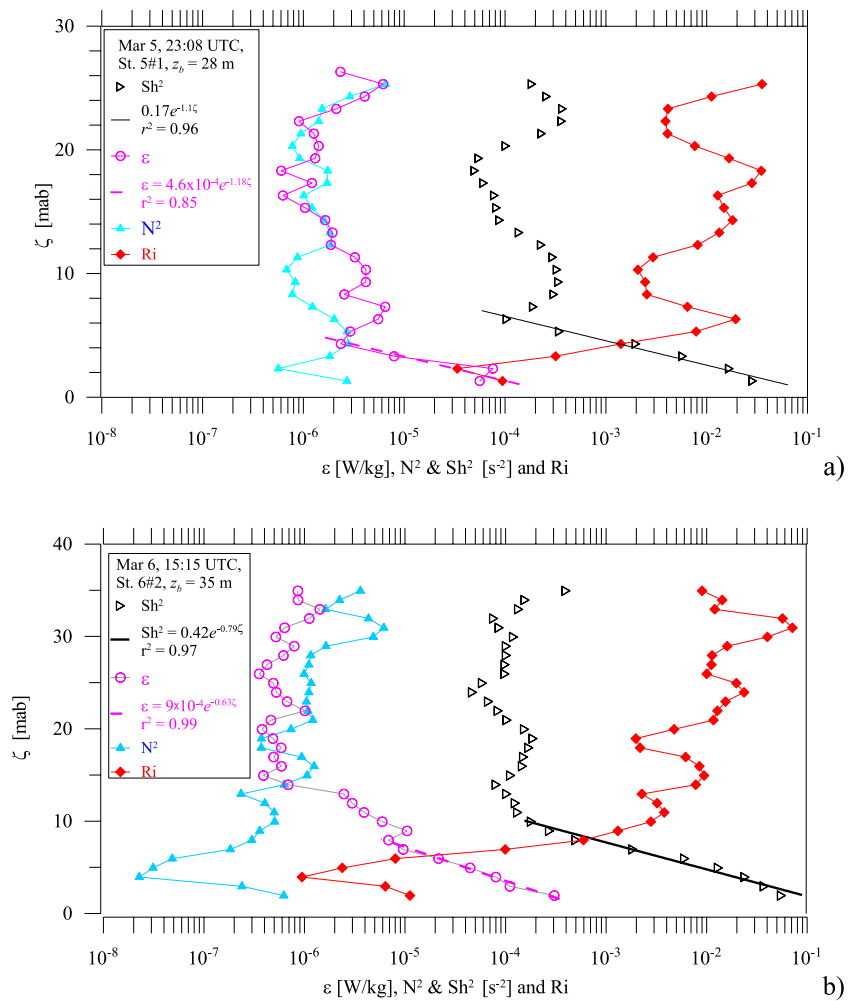 30
20
10
0
ζ [mab]
Mar 5, 23:08 UTC,
St. 5#1, z_b = 28 m
Sh²
0.17e^-1.1ζ
r² = 0.96
ε
ε = 4.6x10⁻⁴e^-1.18ζ
r² = 0.85
N²
Ri
10⁻⁸ 10⁻⁷ 10⁻⁶ 10⁻⁵ 10⁻⁴ 10⁻³ 10⁻² 10⁻¹
ε [W/kg], N² & Sh² [s⁻²] and Ri
a)
40
30
20
10
0
ζ [mab]
Mar 6, 15:15 UTC,
St. 6#2, z_b = 35 m
Sh²
Sh² = 0.42e^-0.79ζ
r² = 0.97
ε
ε = 9x10⁻⁴e^-0.63ζ
r² = 0.99
N²
Ri
10⁻⁸ 10⁻⁷ 10⁻⁶ 10⁻⁵ 10⁻⁴ 10⁻³ 10⁻² 10⁻¹
ε [W/kg], N² & Sh² [s⁻²] and Ri
b)